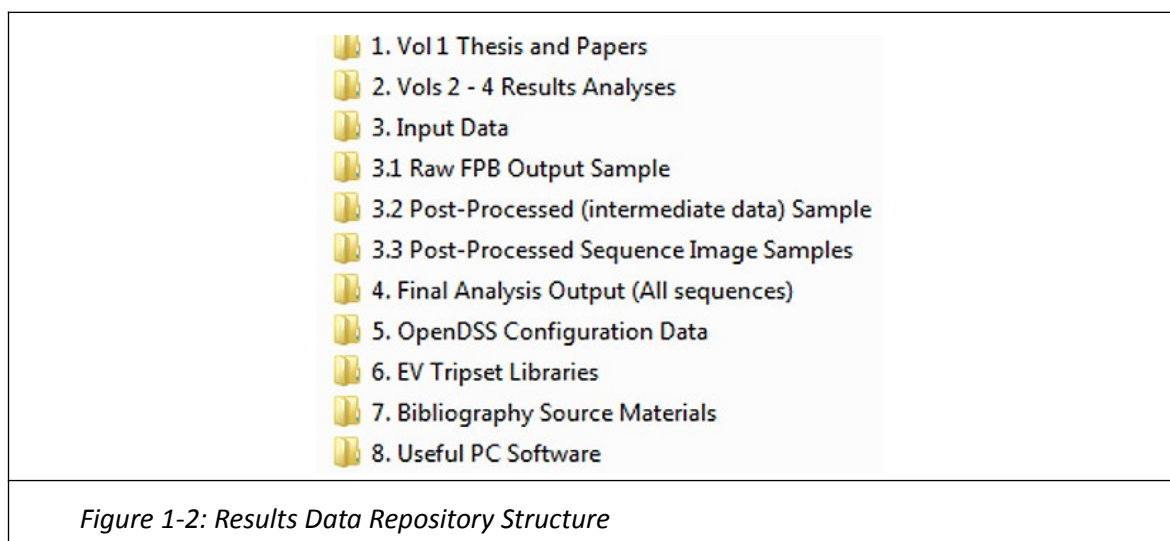 1. Vol 1 Thesis and Papers
2. Vols 2 - 4 Results Analyses
3. Input Data
3.1 Raw FPB Output Sample
3.2 Post-Processed (intermediate data) Sample
3.3 Post-Processed Sequence Image Samples
4. Final Analysis Output (All sequences)
5. OpenDSS Configuration Data
6. EV Tripset Libraries
7. Bibliography Source Materials
8. Useful PC Software
Figure 1-2: Results Data Repository Structure